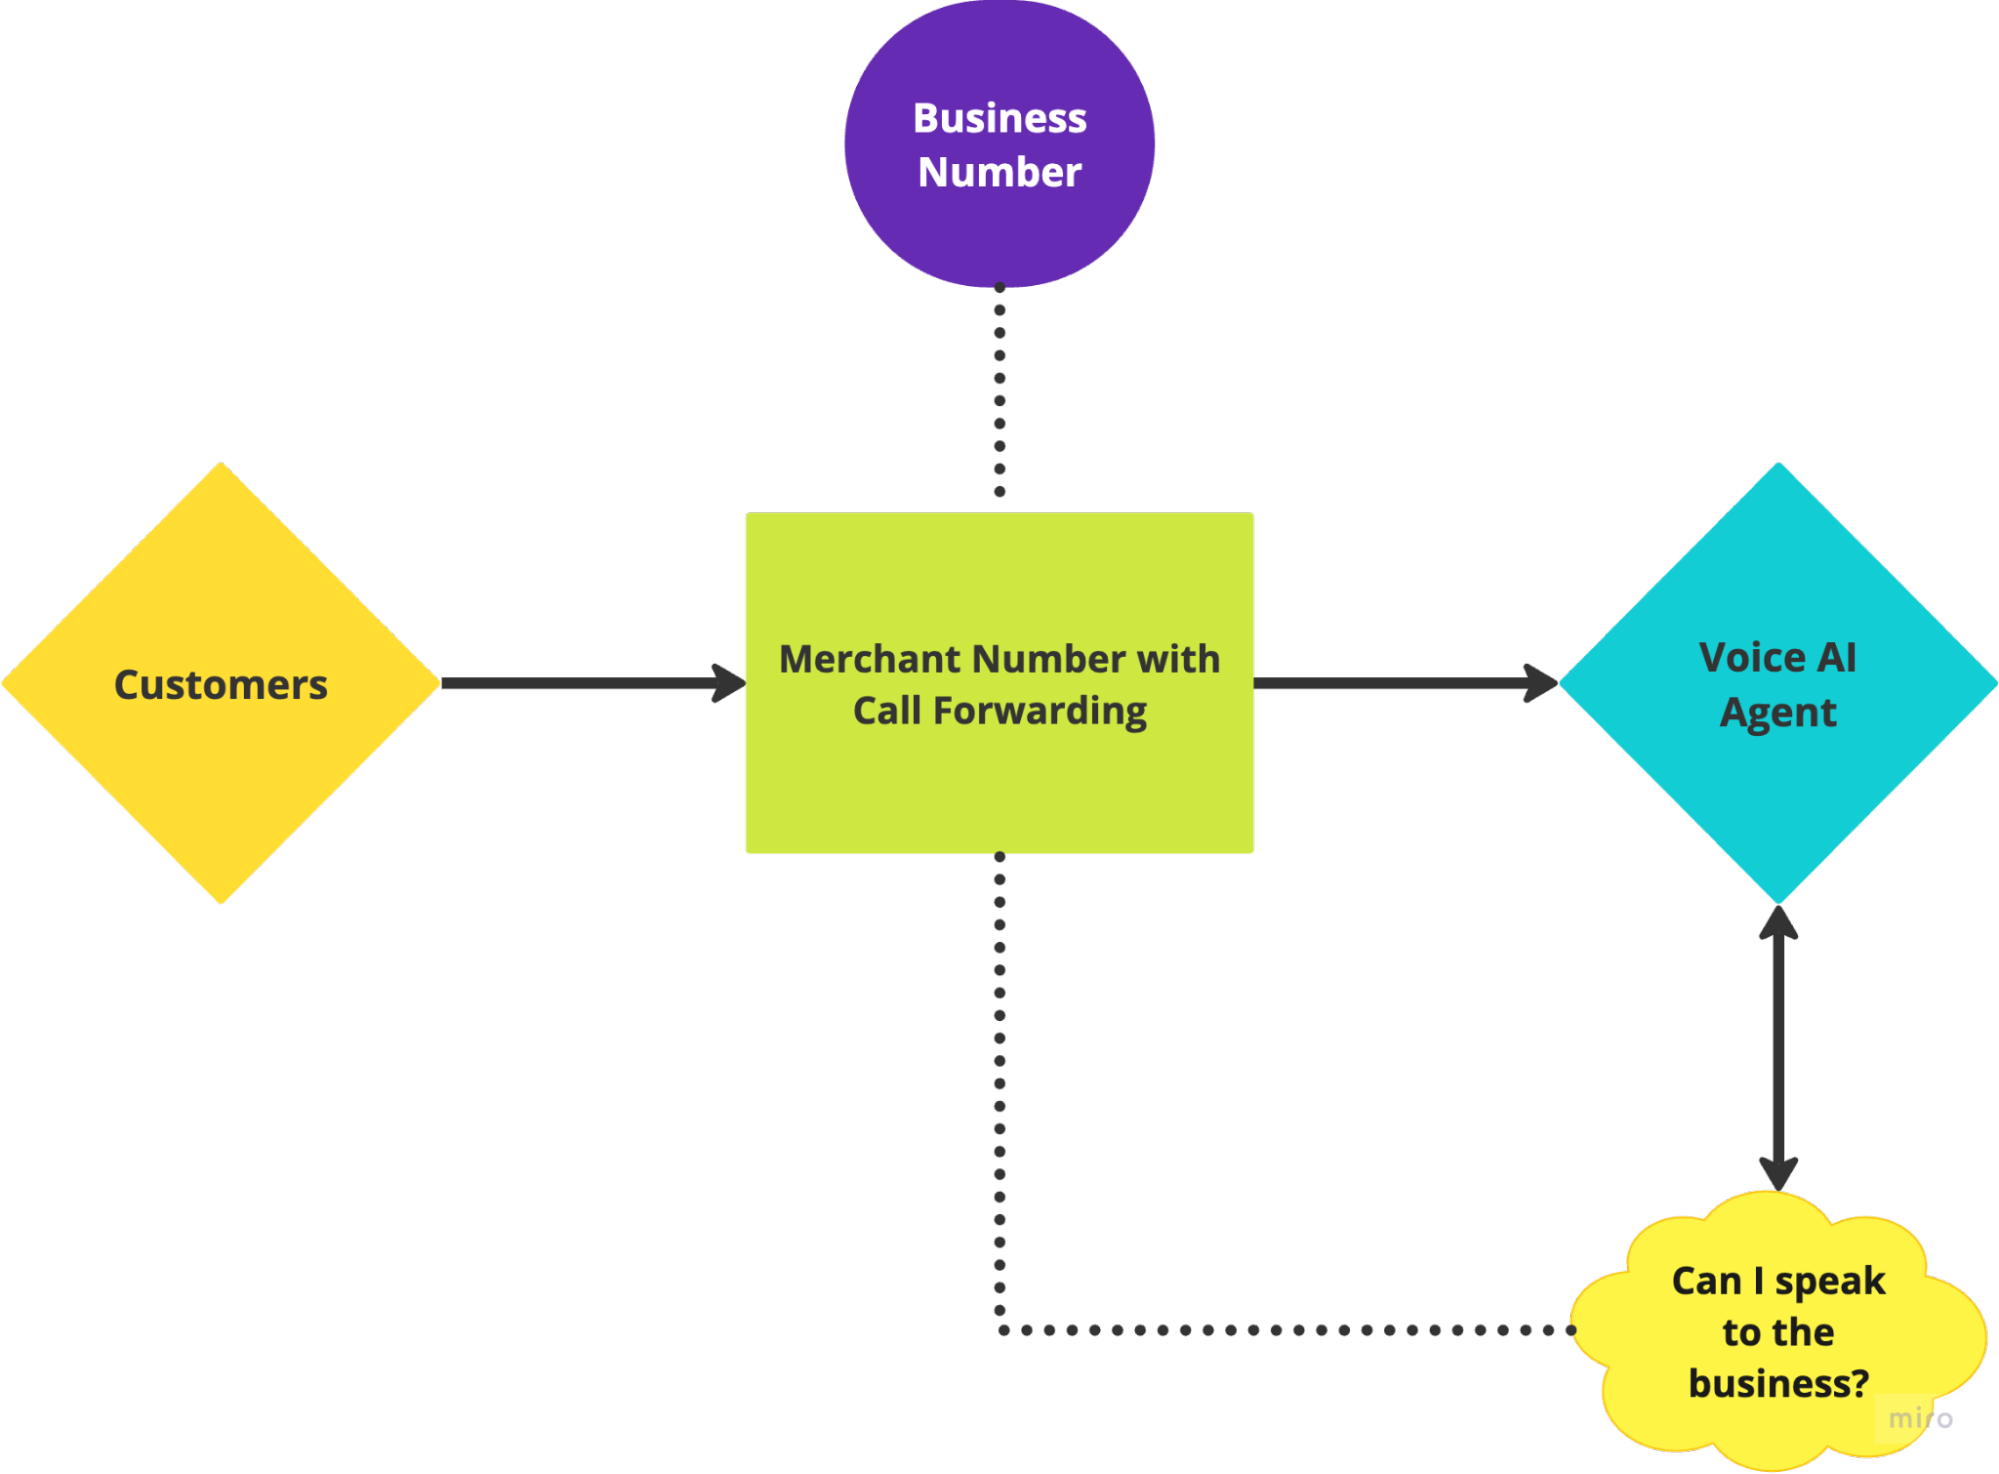 Business
Number
Customers
Merchant Number with
Call Forwarding
Voice AI
Agent
Can I speak
to the
business?
miro